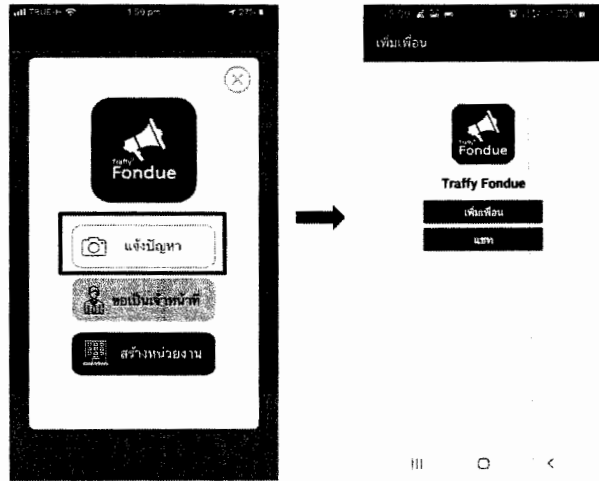 1:59 pm
Traffy
Fondue
แจ้งปัญหา
ขอเป็นเจ้าหน้าที่
สร้างหน่วยงาน
เพิ่มเพื่อน
Fondue
Traffy Fondue
เพิ่มเพื่อน
แชท